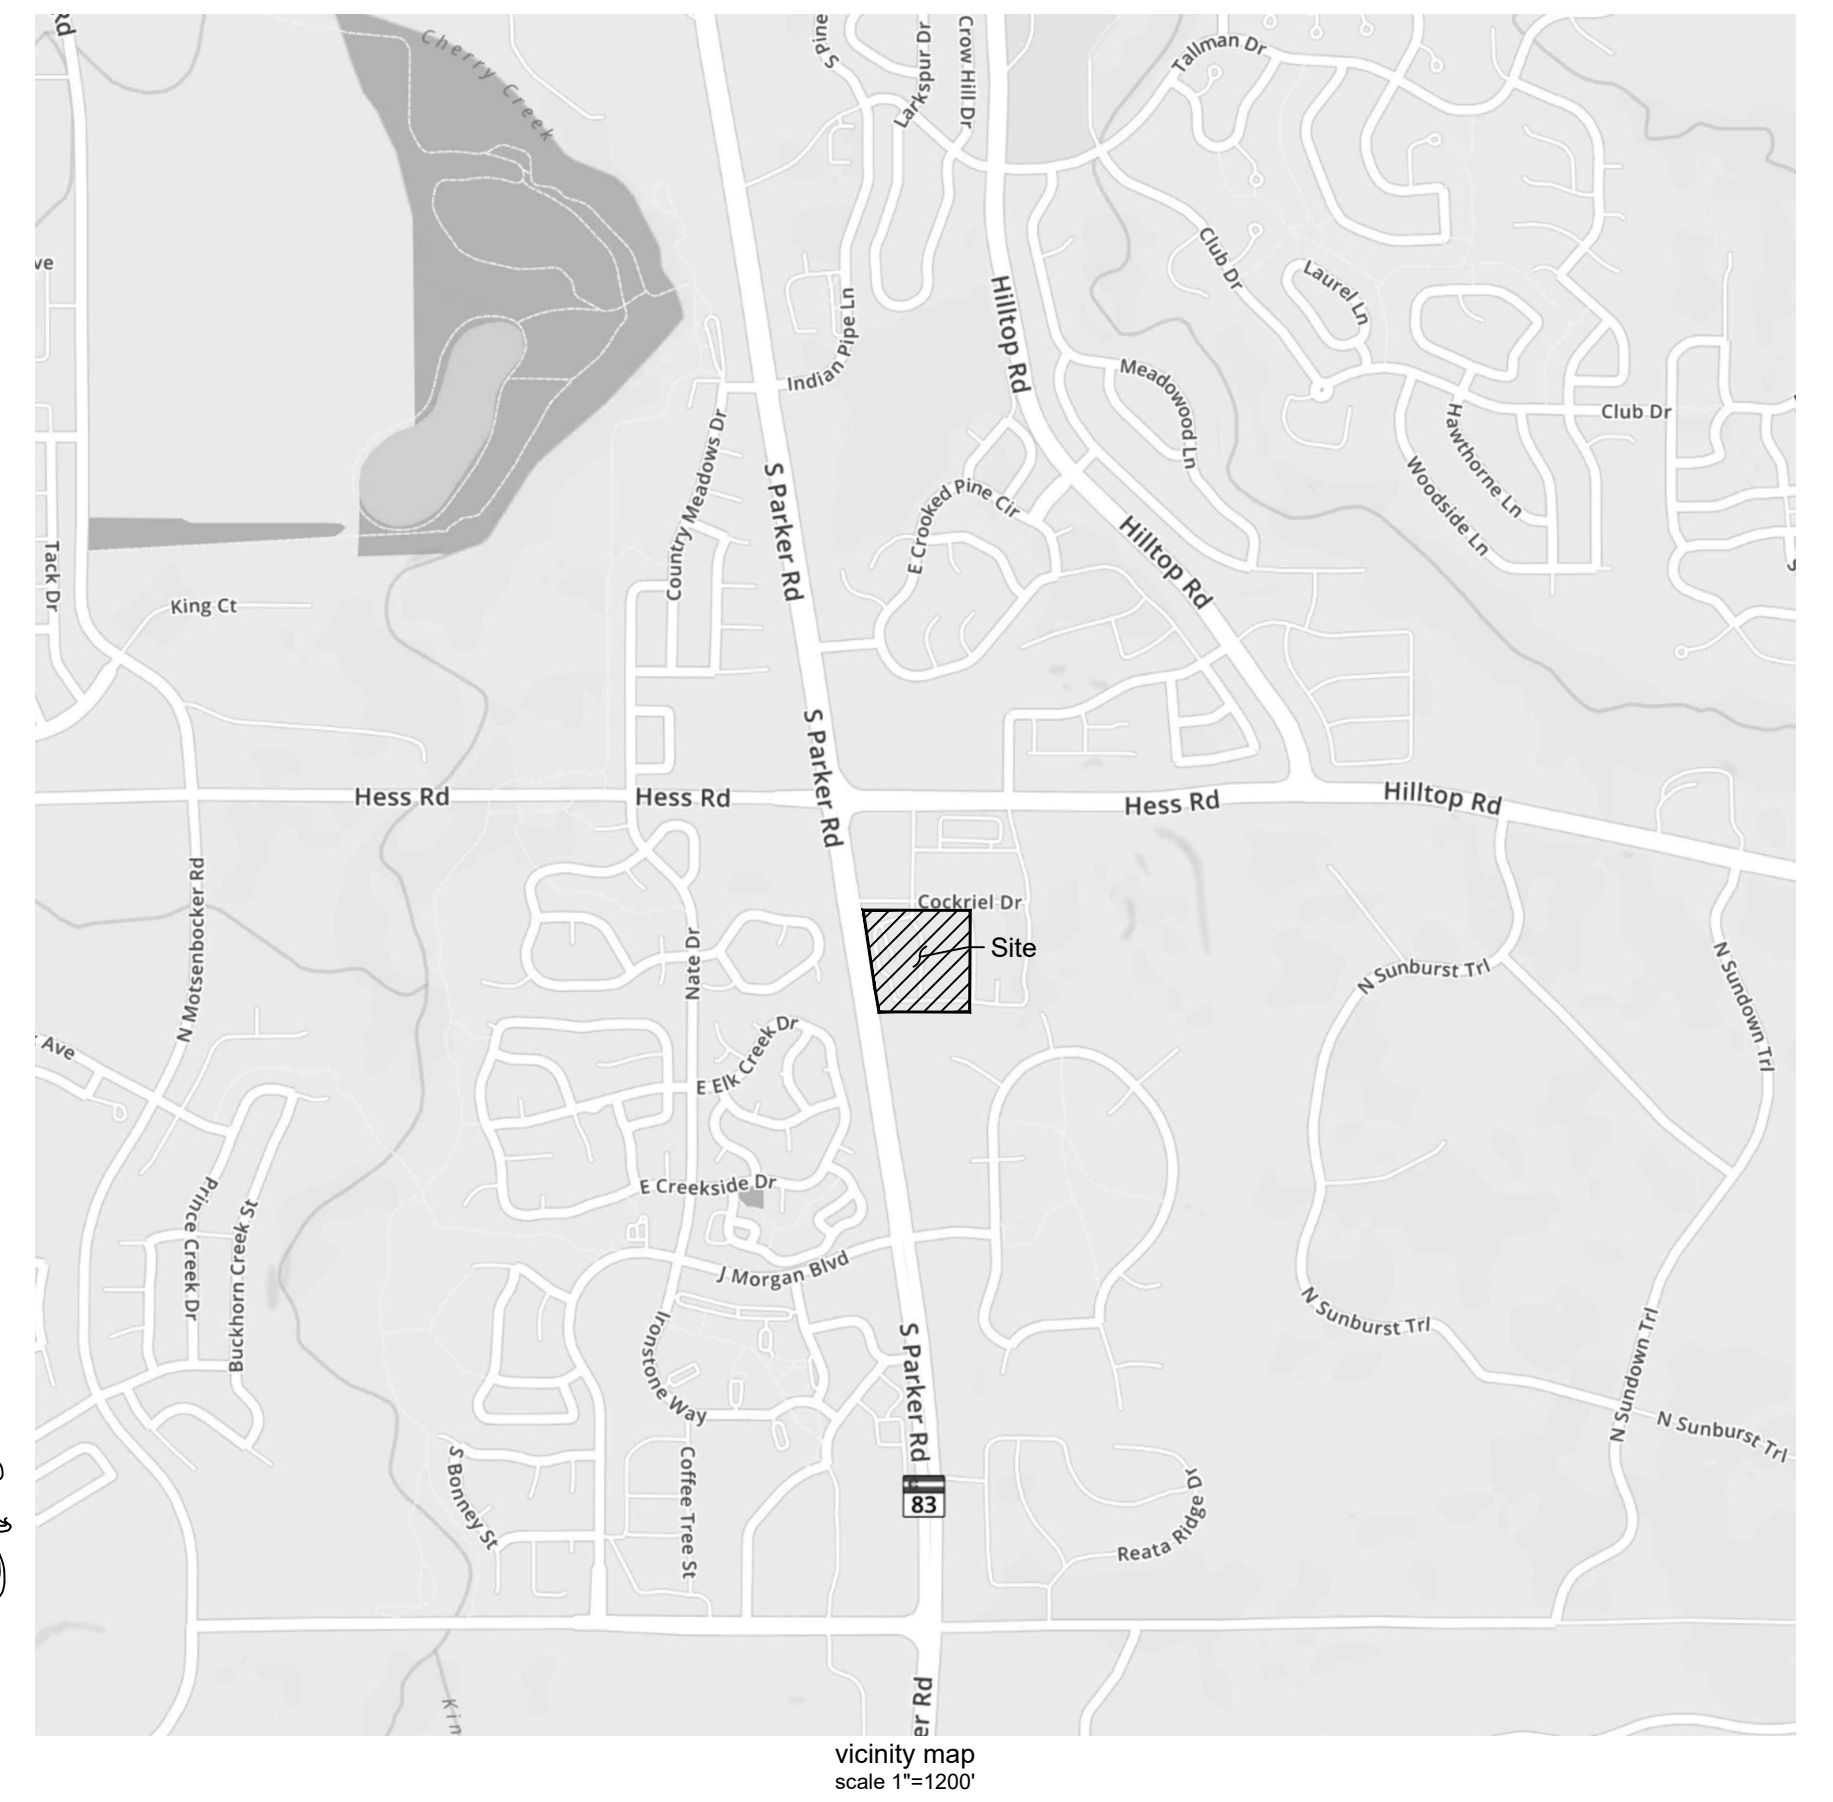 Rd
Cherry Creek
S Pine
Larkspur Dr
Crow Hill Dr
Tallman Dr
ve
Club Dr
Laurel Ln
Indian Pipe Ln
Hilltop Rd
Meadowood Ln
Club Dr
Hawthorne Ln
Woodside Ln
Country Meadows Dr
S Parker Rd
E Crooked Pine Cir
Hilltop Rd
Tack Dr
King Ct
S Parker Rd
Hess Rd
Hess Rd
Hess Rd
Hilltop Rd
N Motsenbocker Rd
Cockriel Dr
Nate Dr
Site
N Sunburst Trl
N Sundown Trl
Ave
E Elk Creek Dr
E Creekside Dr
Prince Creek Dr
Buckhorn Creek St
J Morgan Blvd
Ironstone Way
S Parker Rd
N Sunburst Trl
N Sundown Trl
N Sunburst Trl
S Bonney St
Coffee Tree St
83
Reata Ridge Dr
Kin
er Rd
vicinity map
scale 1"=1200'